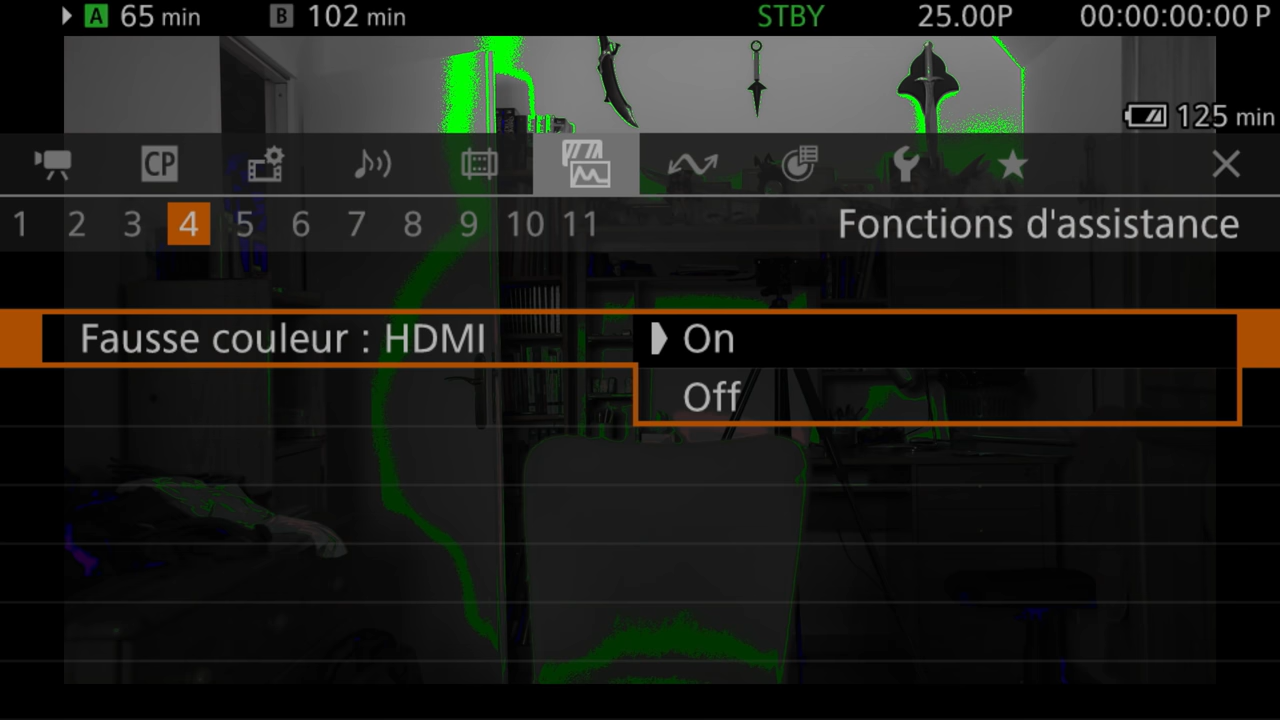 A 65 min B 102 min STBY 25.00P 00:00:00:00 P
125 min
CP
1 2 3 4 5 6 7 8 9 10 11 Fonctions d'assistance
Fausse couleur : HDMI On
Off